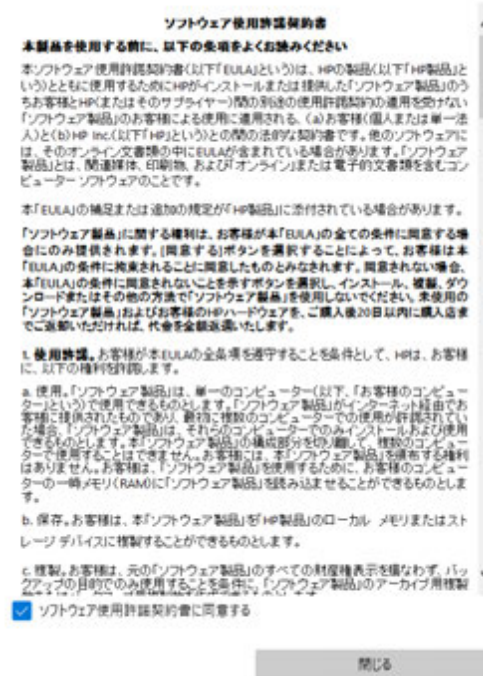 ソフトウェア使用許諾契約書
本製品を使用する前に、以下の条項をよくお読みください
本ソフトウェア使用許諾契約書(以下「EULA」という)は、HPの製品(以下「HP製品」と
いう)とともに使用するためにHPがインストールまたは提供した「ソフトウェア製品」のう
ちお客様とHP(またはそのサプライヤー)間の別途の使用許諾契約の適用を受けない
「ソフトウェア製品」のお客様による使用に適用される、(a)お客様(個人または単一法
人)と(b)HP Inc.(以下「HP」という)との間の法的な契約書です。他のソフトウェアに
は、そのオンライン文書類の中にEULAが含まれている場合があります。「ソフトウェア
製品」とは、関連媒体、印刷物、および「オンライン」または電子的文書類を含むコン
ピューター ソフトウェアのことです。
本「EULA」の補足または追加の規定が「HP製品」に添付されている場合があります。
「ソフトウェア製品」に関する権利は、お客様が本「EULA」の全ての条件に同意する場
合にのみ提供されます。[同意する]ボタンを選択することによって、お客様は本
「EULA」の条件に拘束されることに同意したものとみなされます。同意されない場合、
本「EULA」の条件に同意されないことを示すボタンを選択し、インストール、複製、ダウ
ンロードまたはその他の方法で「ソフトウェア製品」を使用しないでください。未使用の
「ソフトウェア製品」およびお客様のHPハードウェアを、ご購入後20日以内に購入店ま
でご返却いただければ、代金を全額返還いたします。
1. 使用許諾。お客様が本EULAの全条項を遵守することを条件として、HPは、お客様
に、以下の権利を許諾します。
a. 使用。「ソフトウェア製品」は、単一のコンピューター(以下、「お客様のコンピュー
ター」という)で使用できるものとします。「ソフトウェア製品」がインターネット経由でお
客様に提供されたものであり、最初に複数のコンピューターでの使用が許諾されてい
た場合、「ソフトウェア製品」は、それらのコンピューターでのみインストールおよび使用
できるものとします。本「ソフトウェア製品」の構成部分を切り離して、複数のコンピュー
ターで使用することはできません。お客様には、本「ソフトウェア製品」を頒布する権利
はありません。お客様は、「ソフトウェア製品」を使用するために、お客様のコンピュー
ターの一時メモリ(RAM)に「ソフトウェア製品」を読み込ませることができるものとしま
す。
b. 保存。お客様は、本「ソフトウェア製品」を「HP製品」のローカル メモリまたはスト
レージ デバイスに複製することができるものとします。
c. 複製。お客様は、元の「ソフトウェア製品」のすべての財産権表示を損なわず、バッ
クアップの目的でのみ使用することを条件に、「ソフトウェア製品」のアーカイブ用複製
ソフトウェア使用許諾契約書に同意する
閉じる